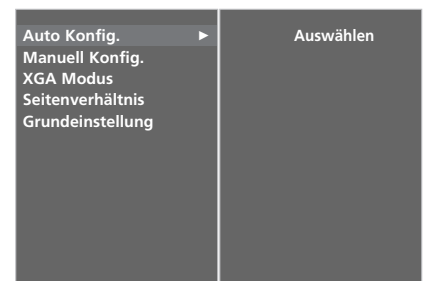 Auto Konfig. ►
Auswählen
Manuell Konfig.
XGA Modus
Seitenverhältnis
Grundeinstellung